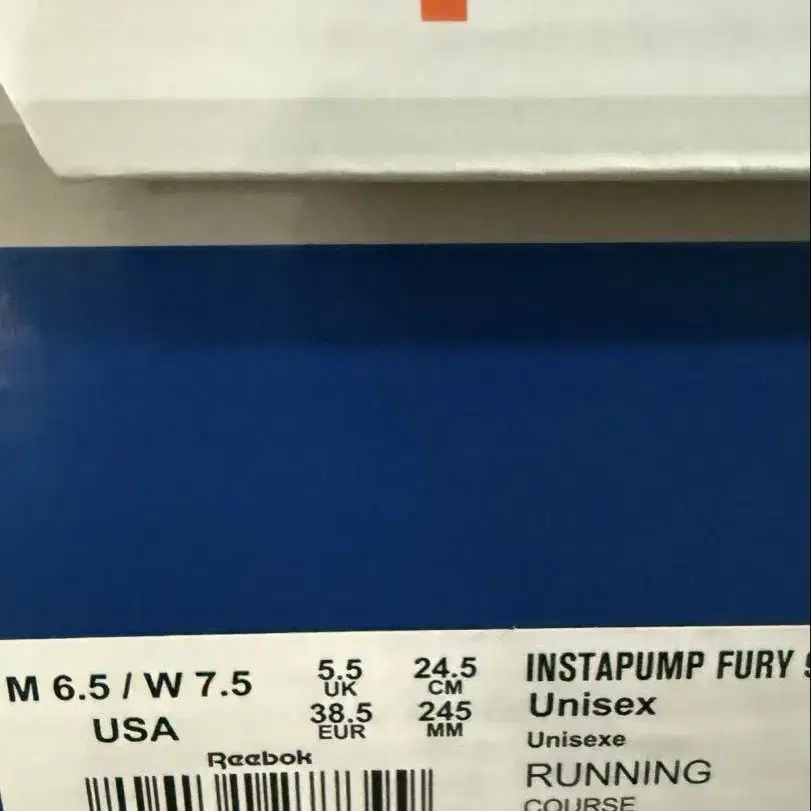 M 6.5 / W 7.5
USA
5.5
UK
38.5
EUR
24.5
CM
245
MM
Reebok
INSTAPUMP FURY
Unisex
Unisexe
RUNNING
COURSE